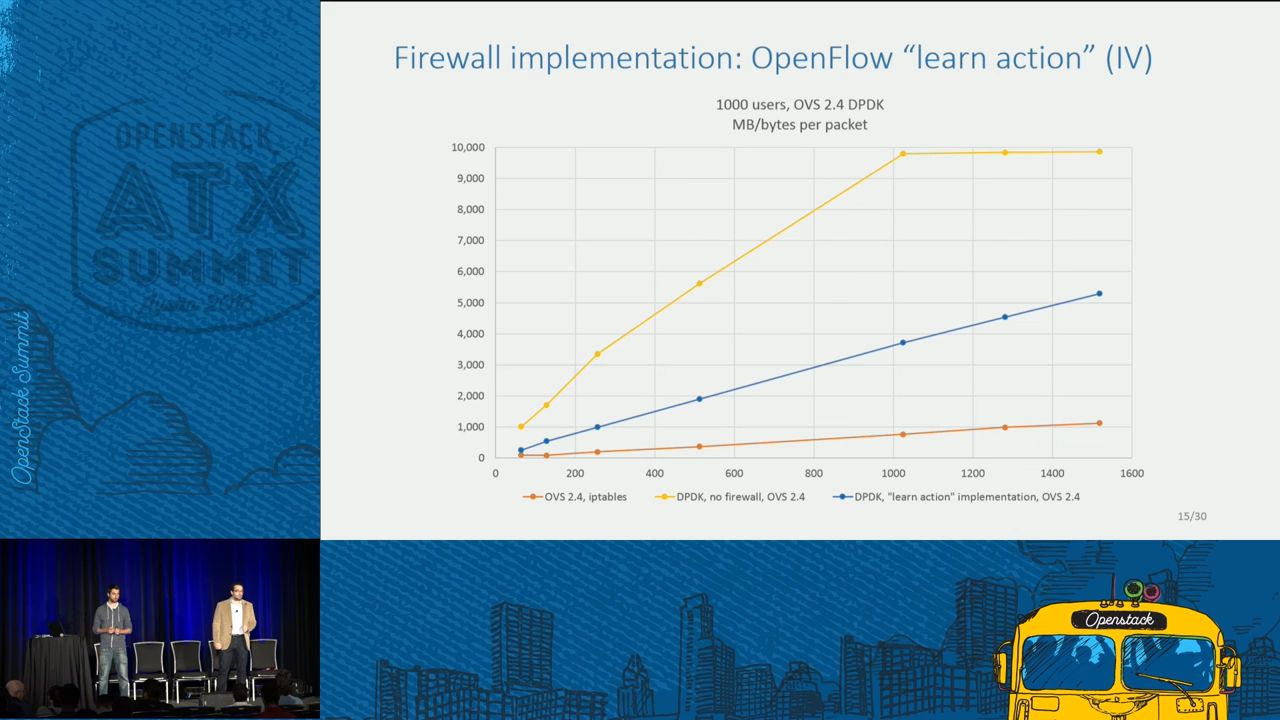 Firewall implementation: OpenFlow “learn action” (IV)
1000 users, OVS 2.4 DPDK
MB/bytes per packet
10,000
9,000
8,000
7,000
6,000
5,000
4,000
3,000
2,000
1,000
0
0 200 400 600 800 1000 1200 1400 1600
OVS 2.4, iptables
DPDK, no firewall, OVS 2.4
DPDK, "learn action" implementation, OVS 2.4
15/30
OPENSTACK
ATX
SUMMIT
Austin 2016
OpenStack Summit
Openstack